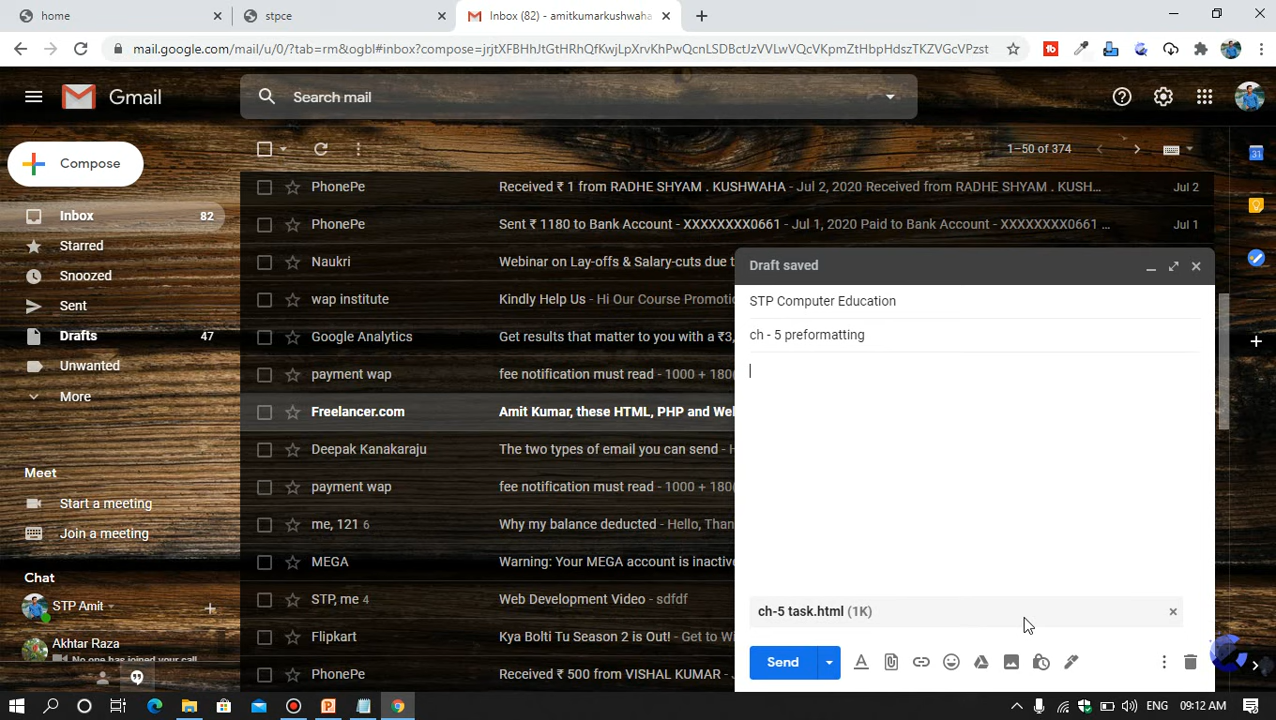 home
stpce
Inbox (82) - amitkumarkushwaha
mail.google.com/mail/u/0/?tab=rm&ogbl#inbox?compose=jrjtXFBHhJtGtHRhQfKwjLpXrvKhPwQcnLSDBctJzVVLwVQcVKpmZtHbpHdszTKZVGcVPzst
Gmail
Search mail
Compose
1–50 of 374
Inbox 82
Starred
Snoozed
Sent
Drafts 47
Unwanted
More
Meet
Start a meeting
Join a meeting
Chat
STP Amit
Akhtar Raza
No one has joined your call
PhonePe Received ₹ 1 from RADHE SHYAM . KUSHWAHA - Jul 2, 2020 Received from RADHE SHYAM . KUSH... Jul 2
PhonePe Sent ₹ 1180 to Bank Account - XXXXXXXX0661 - Jul 1, 2020 Paid to Bank Account - XXXXXXXX0661 ... Jul 1
Naukri Webinar on Lay-offs & Salary-cuts due t
wap institute Kindly Help Us - Hi Our Course Promoti
Google Analytics Get results that matter to you with a ₹3,
payment wap fee notification must read - 1000 + 180
Freelancer.com Amit Kumar, these HTML, PHP and We
Deepak Kanakaraju The two types of email you can send - H
payment wap fee notification must read - 1000 + 180
me, 121 6 Why my balance deducted - Hello, Than
MEGA Warning: Your MEGA account is inactiv
STP, me 4 Web Development Video - sdfdf
Flipkart Kya Bolti Tu Season 2 is Out! - Get to Wi
PhonePe Received ₹ 500 from VISHAL KUMAR -
Draft saved
STP Computer Education
ch - 5 preformatting
ch-5 task.html (1K)
Send
31
ENG 09:12 AM